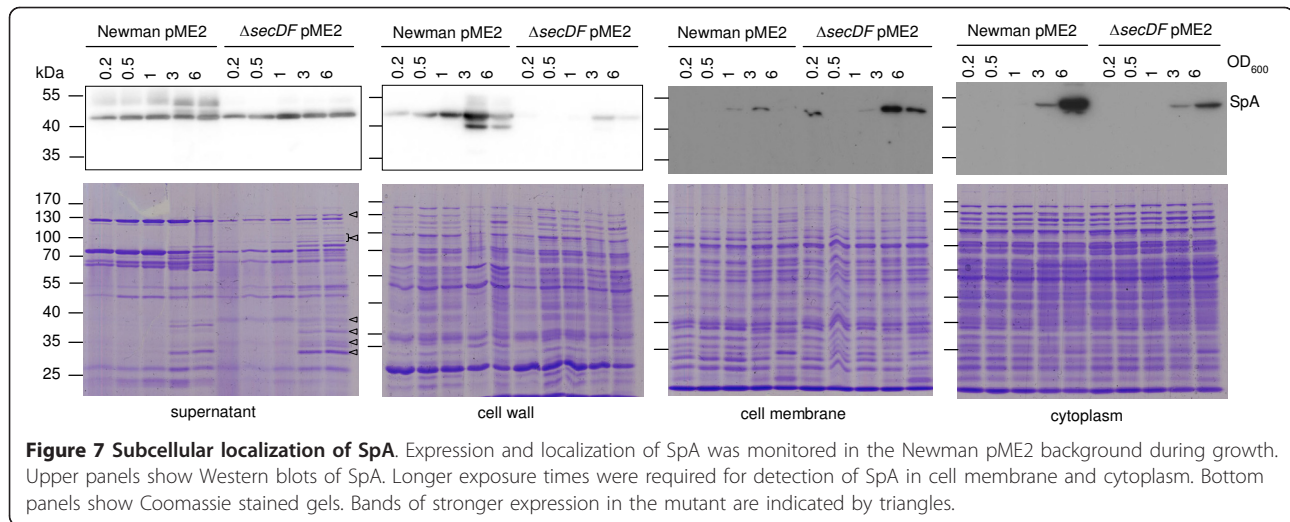 Newman pME2 ΔsecDF pME2 Newman pME2 ΔsecDF pME2 Newman pME2 ΔsecDF pME2 Newman pME2 ΔsecDF pME2
kDa 0.2 0.5 1 3 6 0.2 0.5 1 3 6 0.2 0.5 1 3 6 0.2 0.5 1 3 6 0.2 0.5 1 3 6 0.2 0.5 1 3 6 0.2 0.5 1 3 6 0.2 0.5 1 3 6 OD600
55
SpA
40
35
170
130
100
70
55
40
35
25
supernatant cell wall cell membrane cytoplasm
Figure 7 Subcellular localization of SpA. Expression and localization of SpA was monitored in the Newman pME2 background during growth.
Upper panels show Western blots of SpA. Longer exposure times were required for detection of SpA in cell membrane and cytoplasm. Bottom
panels show Coomassie stained gels. Bands of stronger expression in the mutant are indicated by triangles.